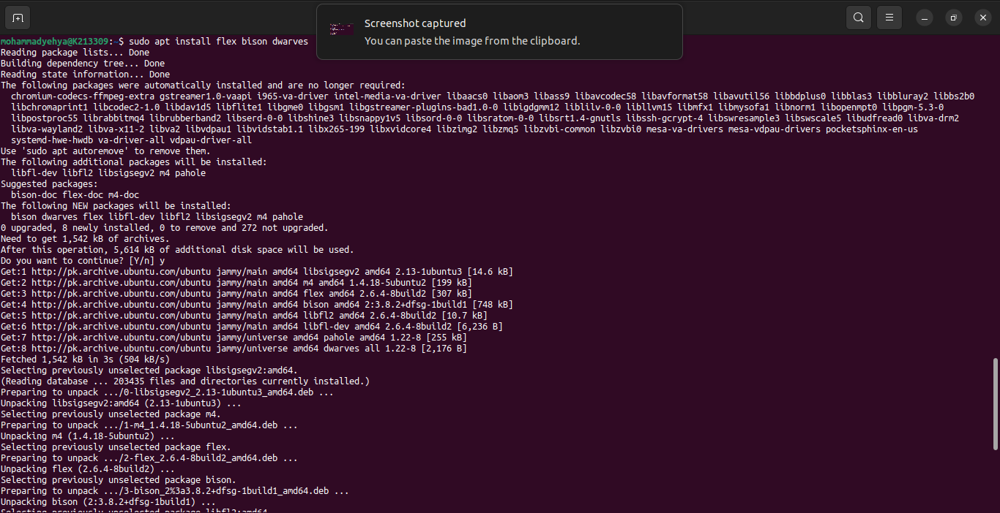 Screenshot captured
You can paste the image from the clipboard.
mohammadyehya@K213309:~$ sudo apt install flex bison dwarves
Reading package lists... Done
Building dependency tree... Done
Reading state information... Done
The following packages were automatically installed and are no longer required:
  chromium-codecs-ffmpeg-extra gstreamer1.0-vaapi i965-va-driver intel-media-va-driver libaacs0 libaom3 libass9 libavcodec58 libavformat58 libavutil56 libbdplus0 libblas3 libbluray2 libbs2b0
  libchromaprint1 libcodec2-1.0 libdav1d5 libflite1 libgme0 libgsm1 libgstreamer-plugins-bad1.0-0 libigdgmm12 liblilv-0-0 libllvm15 libmfx1 libmysofa1 libnorm1 libopenmpt0 libpgm-5.3-0
  libpostproc55 librabbitmq4 librubberband2 libserd-0-0 libshine3 libsnappy1v5 libsord-0-0 libsratom-0-0 libsrt1.4-gnutls libssh-gcrypt-4 libswresample3 libswscale5 libudfread0 libva-drm2
  libva-wayland2 libva-x11-2 libva2 libvdpau1 libvidstab1.1 libx265-199 libxvidcore4 libzimg2 libzmq5 libzvbi-common libzvbi0 mesa-va-drivers mesa-vdpau-drivers pocketsphinx-en-us
  systemd-hwe-hwdb va-driver-all vdpau-driver-all
Use 'sudo apt autoremove' to remove them.
The following additional packages will be installed:
  libfl-dev libfl2 libsigsegv2 m4 pahole
Suggested packages:
  bison-doc flex-doc m4-doc
The following NEW packages will be installed:
  bison dwarves flex libfl-dev libfl2 libsigsegv2 m4 pahole
0 upgraded, 8 newly installed, 0 to remove and 272 not upgraded.
Need to get 1,542 kB of archives.
After this operation, 5,614 kB of additional disk space will be used.
Do you want to continue? [Y/n] y
Get:1 http://pk.archive.ubuntu.com/ubuntu jammy/main amd64 libsigsegv2 amd64 2.13-1ubuntu3 [14.6 kB]
Get:2 http://pk.archive.ubuntu.com/ubuntu jammy/main amd64 m4 amd64 1.4.18-5ubuntu2 [199 kB]
Get:3 http://pk.archive.ubuntu.com/ubuntu jammy/main amd64 flex amd64 2.6.4-8build2 [307 kB]
Get:4 http://pk.archive.ubuntu.com/ubuntu jammy/main amd64 bison amd64 2:3.8.2+dfsg-1build1 [748 kB]
Get:5 http://pk.archive.ubuntu.com/ubuntu jammy/main amd64 libfl2 amd64 2.6.4-8build2 [10.7 kB]
Get:6 http://pk.archive.ubuntu.com/ubuntu jammy/main amd64 libfl-dev amd64 2.6.4-8build2 [6,236 B]
Get:7 http://pk.archive.ubuntu.com/ubuntu jammy/universe amd64 pahole amd64 1.22-8 [255 kB]
Get:8 http://pk.archive.ubuntu.com/ubuntu jammy/universe amd64 dwarves all 1.22-8 [2,176 B]
Fetched 1,542 kB in 3s (504 kB/s)
Selecting previously unselected package libsigsegv2:amd64.
(Reading database ... 203435 files and directories currently installed.)
Preparing to unpack .../0-libsigsegv2_2.13-1ubuntu3_amd64.deb ...
Unpacking libsigsegv2:amd64 (2.13-1ubuntu3) ...
Selecting previously unselected package m4.
Preparing to unpack .../1-m4_1.4.18-5ubuntu2_amd64.deb ...
Unpacking m4 (1.4.18-5ubuntu2) ...
Selecting previously unselected package flex.
Preparing to unpack .../2-flex_2.6.4-8build2_amd64.deb ...
Unpacking flex (2.6.4-8build2) ...
Selecting previously unselected package bison.
Preparing to unpack .../3-bison_2%3a3.8.2+dfsg-1build1_amd64.deb ...
Unpacking bison (2:3.8.2+dfsg-1build1) ...
Selecting previously unselected package libfl2:amd64.